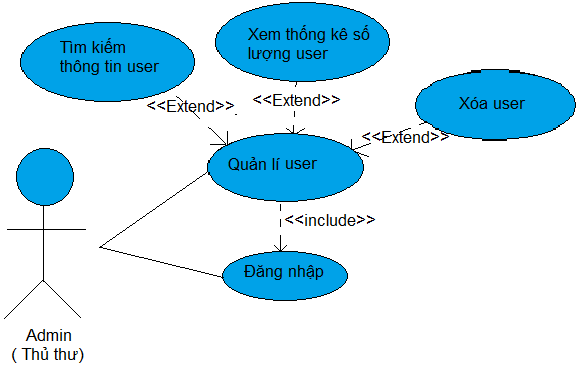 Tìm kiếm
thông tin user
Xem thống kê số
lượng user
Xóa user
<<Extend>>
<<Extend>>
<<Extend>>
Quản lí user
<<include>>
Đăng nhập
Admin
( Thủ thư)